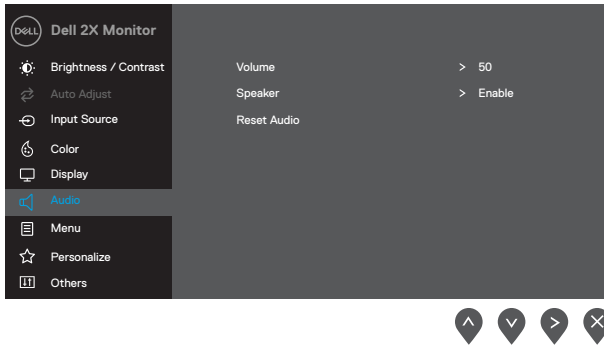 DELL Dell 2X Monitor
Brightness / Contrast
Auto Adjust
Input Source
Color
Display
Audio
Menu
Personalize
Others
Volume > 50
Speaker > Enable
Reset Audio